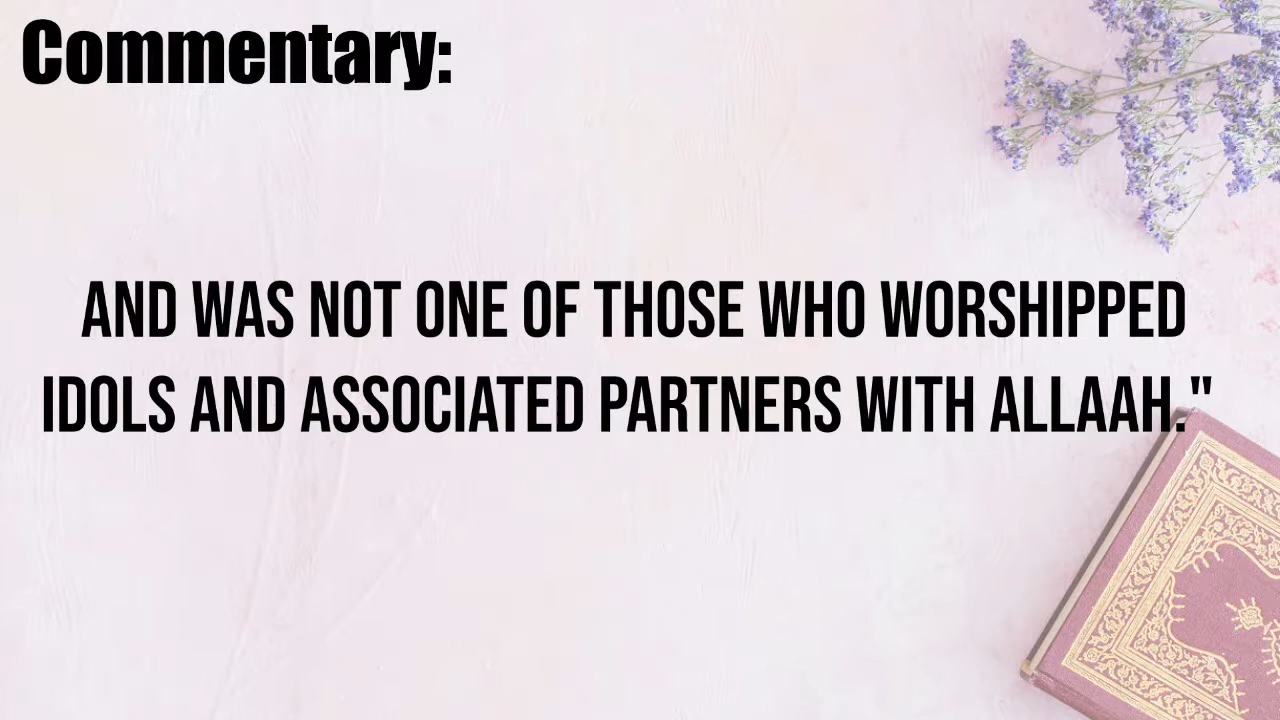 Commentary:
AND WAS NOT ONE OF THOSE WHO WORSHIPPED
IDOLS AND ASSOCIATED PARTNERS WITH ALLAAH."